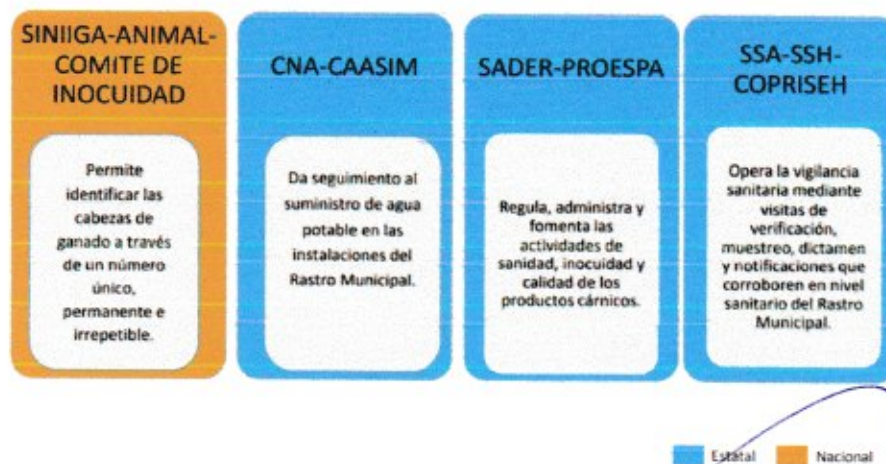 SINIIGA-ANIMAL-
COMITE DE
INOCUIDAD
Permite
identificar las
cabezas de
ganado a través
de un número
único,
permanente e
irrepetible.
CNA-CAASIM
Da seguimiento al
suministro de agua
potable en las
instalaciones del
Rastro Municipal.
SADER-PROESPA
Regula, administra y
fomenta las
actividades de
sanidad, inocuidad y
calidad de los
productos cárnicos.
SSA-SSH-
COPRISEH
Opera la vigilancia
sanitaria mediante
visitas de
verificación,
muestreo, dictamen
y notificaciones que
corroboren en nivel
sanitario del Rastro
Municipal.
Estatal Nacional